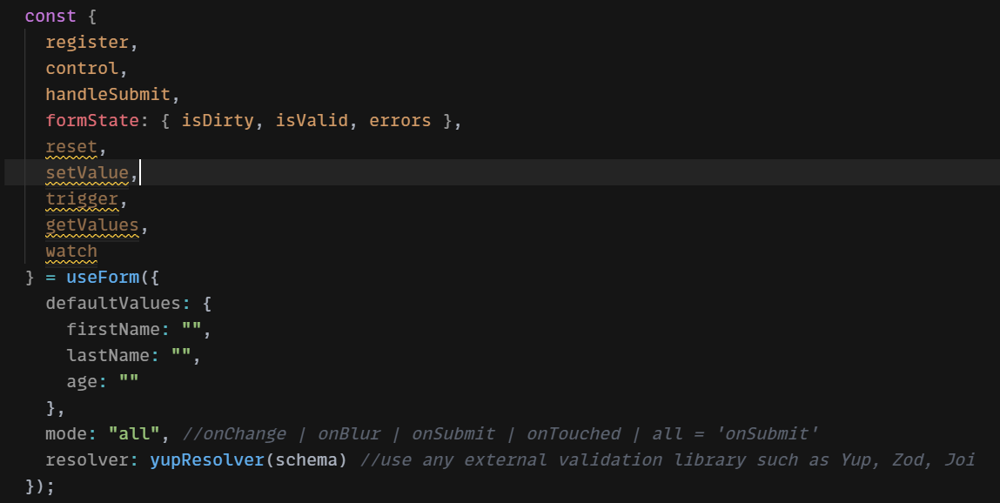 const {
  register,
  control,
  handleSubmit,
  formState: { isDirty, isValid, errors },
  reset,
  setValue,
  trigger,
  getValues,
  watch
} = useForm({
  defaultValues: {
    firstName: "",
    lastName: "",
    age: ""
  },
  mode: "all", //onChange | onBlur | onSubmit | onTouched | all = 'onSubmit'
  resolver: yupResolver(schema) //use any external validation library such as Yup, Zod, Joi
});